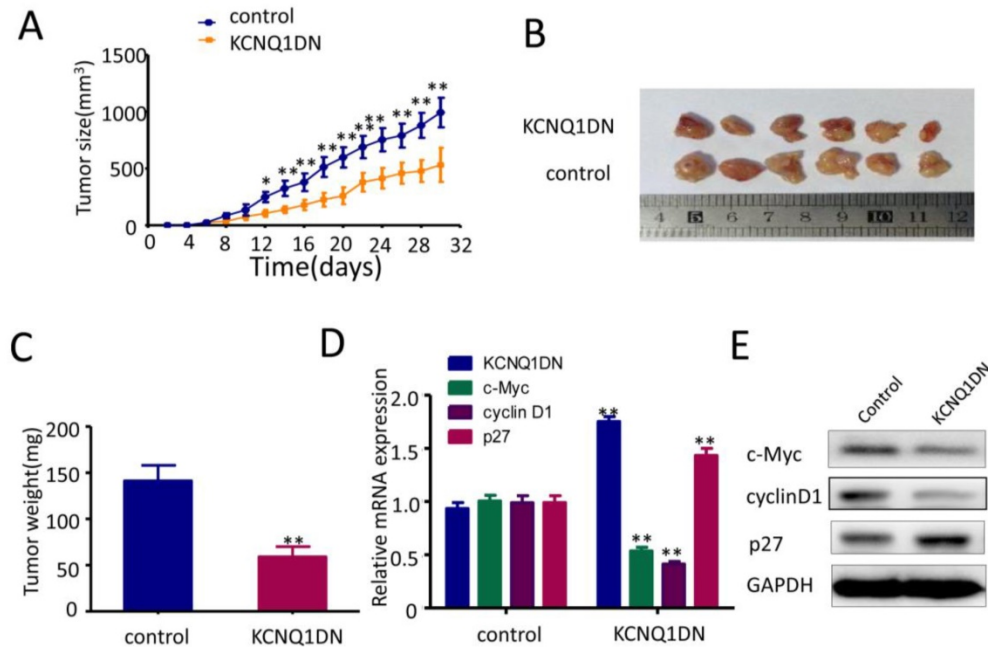 A
control
KCNQ1DN
Tumor size(mm³)
1500
1000
500
0
0 4 8 12 16 20 24 28 32
* ** ** ** ** ** ** ** ** **
Time(days)
B
KCNQ1DN
control
4 5 6 7 8 9 10 11 12
C
Tumor weight(mg)
200
150
100
50
0
**
control KCNQ1DN
D
KCNQ1DN
c-Myc
cyclin D1
p27
Relative mRNA expression
2.0
1.5
1.0
0.5
0
** ** ** **
control KCNQ1DN
E
Control KCNQ1DN
c-Myc
cyclinD1
p27
GAPDH